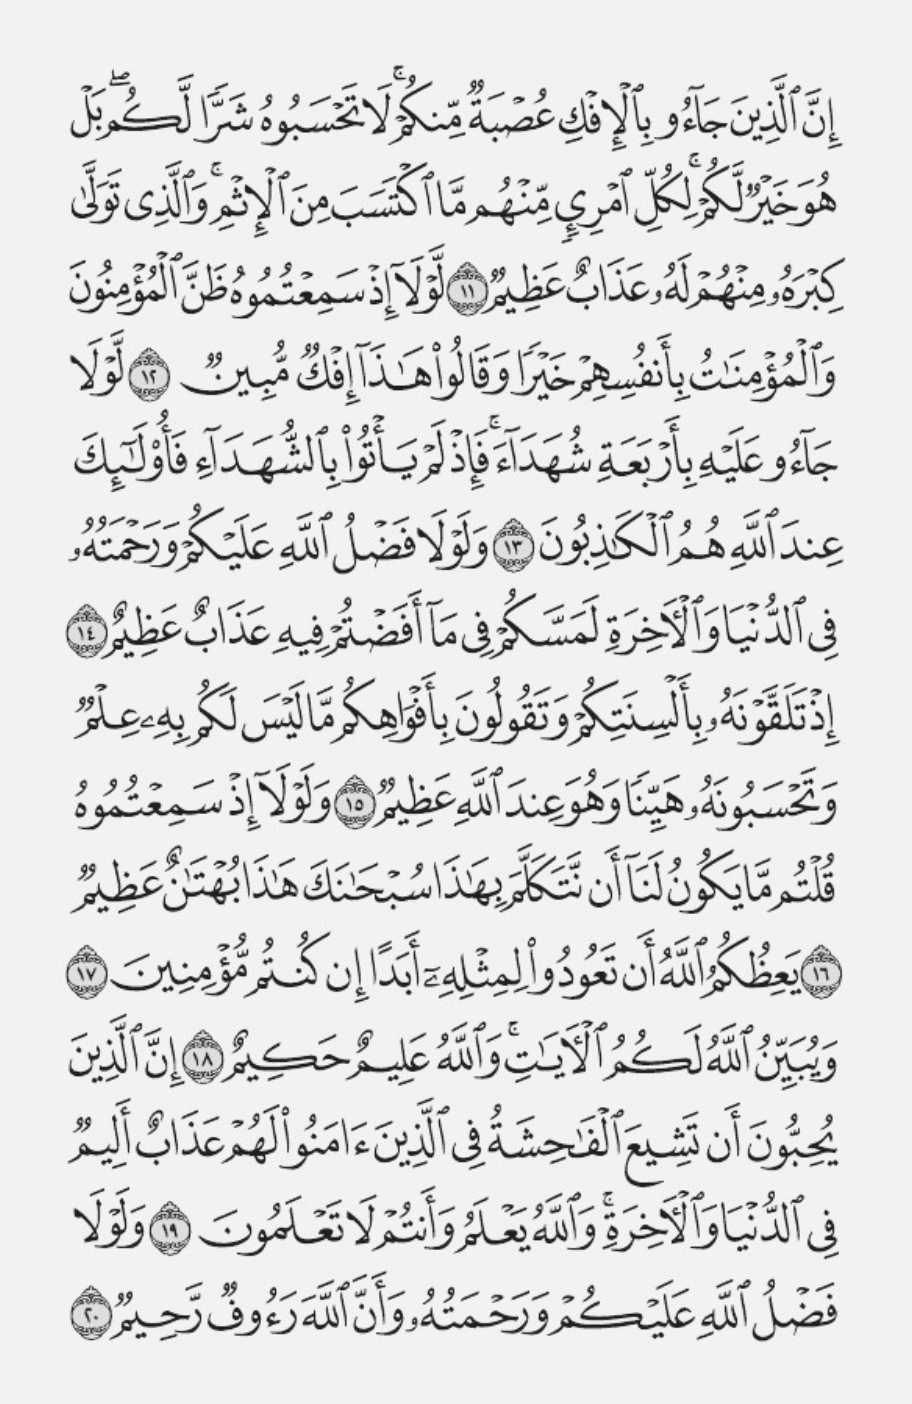 إِنَّ ٱلَّذِينَ جَآءُو بِٱلْإِفْكِ عُصْبَةٌ مِّنكُمْ ۚ لَا تَحْسَبُوهُ شَرًّا لَّكُم ۖ بَلْ
هُوَ خَيْرٌ لَّكُمْ ۚ لِكُلِّ ٱمْرِئٍ مِّنْهُم مَّا ٱكْتَسَبَ مِنَ ٱلْإِثْمِ ۚ وَٱلَّذِى تَوَلَّىٰ
كِبْرَهُۥ مِنْهُمْ لَهُۥ عَذَابٌ عَظِيمٌ ١١ لَّوْلَآ إِذْ سَمِعْتُمُوهُ ظَنَّ ٱلْمُؤْمِنُونَ
وَٱلْمُؤْمِنَٰتُ بِأَنفُسِهِمْ خَيْرًا وَقَالُوا۟ هَٰذَآ إِفْكٌ مُّبِينٌ ١٢ لَّوْلَا
جَآءُو عَلَيْهِ بِأَرْبَعَةِ شُهَدَآءَ ۚ فَإِذْ لَمْ يَأْتُوا۟ بِٱلشُّهَدَآءِ فَأُو۟لَٰٓئِكَ
عِندَ ٱللَّهِ هُمُ ٱلْكَٰذِبُونَ ١٣ وَلَوْلَا فَضْلُ ٱللَّهِ عَلَيْكُمْ وَرَحْمَتُهُۥ
فِى ٱلدُّنْيَا وَٱلْءَاخِرَةِ لَمَسَّكُمْ فِى مَآ أَفَضْتُمْ فِيهِ عَذَابٌ عَظِيمٌ ١٤
إِذْ تَلَقَّوْنَهُۥ بِأَلْسِنَتِكُمْ وَتَقُولُونَ بِأَفْوَاهِكُم مَّا لَيْسَ لَكُم بِهِۦ عِلْمٌ
وَتَحْسَبُونَهُۥ هَيِّنًا وَهُوَ عِندَ ٱللَّهِ عَظِيمٌ ١٥ وَلَوْلَآ إِذْ سَمِعْتُمُوهُ
قُلْتُم مَّا يَكُونُ لَنَآ أَن نَّتَكَلَّمَ بِهَٰذَا سُبْحَٰنَكَ هَٰذَا بُهْتَٰنٌ عَظِيمٌ
١٦ يَعِظُكُمُ ٱللَّهُ أَن تَعُودُوا۟ لِمِثْلِهِۦٓ أَبَدًا إِن كُنتُم مُّؤْمِنِينَ ١٧
وَيُبَيِّنُ ٱللَّهُ لَكُمُ ٱلْءَايَٰتِ ۚ وَٱللَّهُ عَلِيمٌ حَكِيمٌ ١٨ إِنَّ ٱلَّذِينَ
يُحِبُّونَ أَن تَشِيعَ ٱلْفَٰحِشَةُ فِى ٱلَّذِينَ ءَامَنُوا۟ لَهُمْ عَذَابٌ أَلِيمٌ
فِى ٱلدُّنْيَا وَٱلْءَاخِرَةِ ۚ وَٱللَّهُ يَعْلَمُ وَأَنتُمْ لَا تَعْلَمُونَ ١٩ وَلَوْلَا
فَضْلُ ٱللَّهِ عَلَيْكُمْ وَرَحْمَتُهُۥ وَأَنَّ ٱللَّهَ رَءُوفٌ رَّحِيمٌ ٢٠